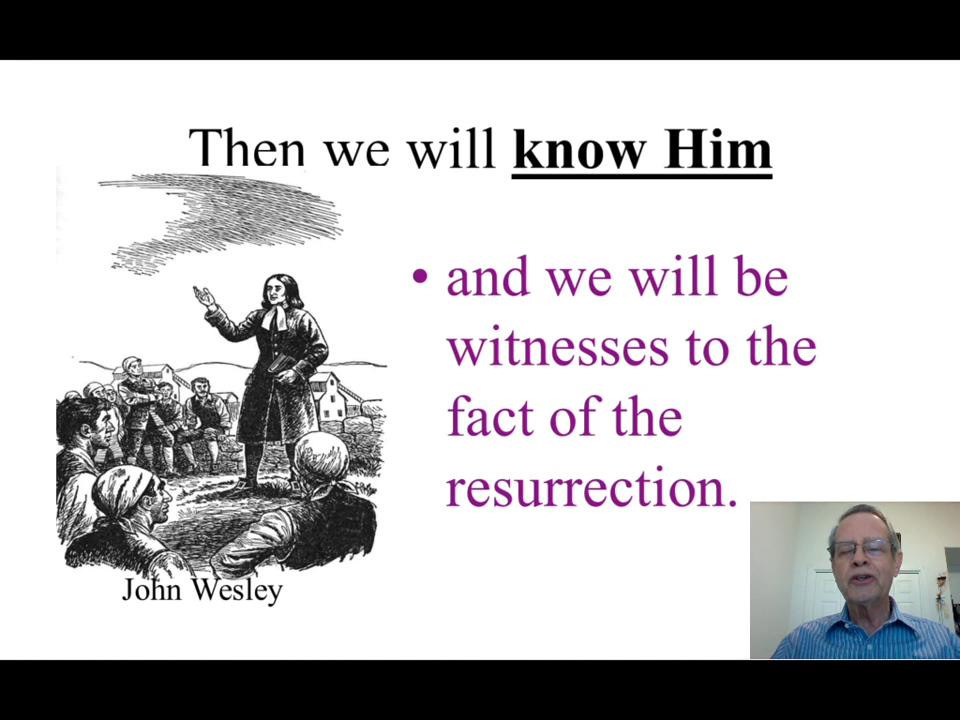 Then we will know Him
• and we will be
witnesses to the
fact of the
resurrection.
John Wesley